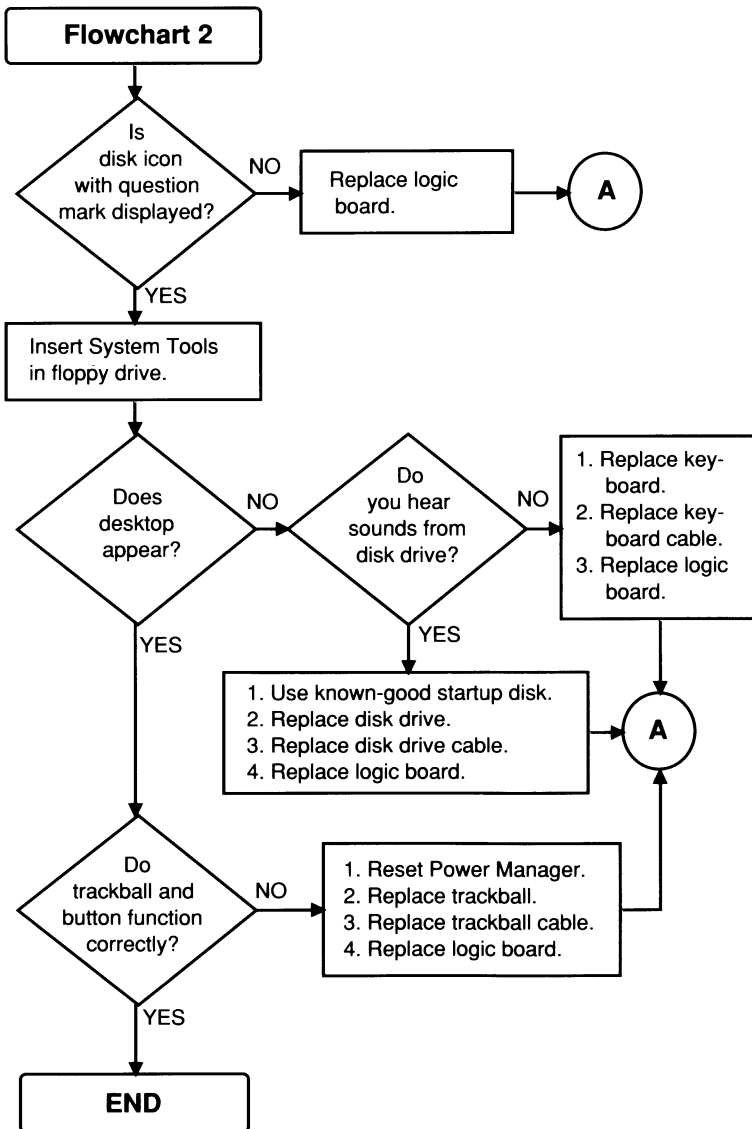 Flowchart 2
Is
disk icon
with question
mark displayed?
NO
Replace logic
board.
A
YES
Insert System Tools
in floppy drive.
Does
desktop
appear?
NO
Do
you hear
sounds from
disk drive?
NO
1. Replace key-
board.
2. Replace key-
board cable.
3. Replace logic
board.
YES
YES
1. Use known-good startup disk.
2. Replace disk drive.
3. Replace disk drive cable.
4. Replace logic board.
A
Do
trackball and
button function
correctly?
NO
1. Reset Power Manager.
2. Replace trackball.
3. Replace trackball cable.
4. Replace logic board.
YES
END